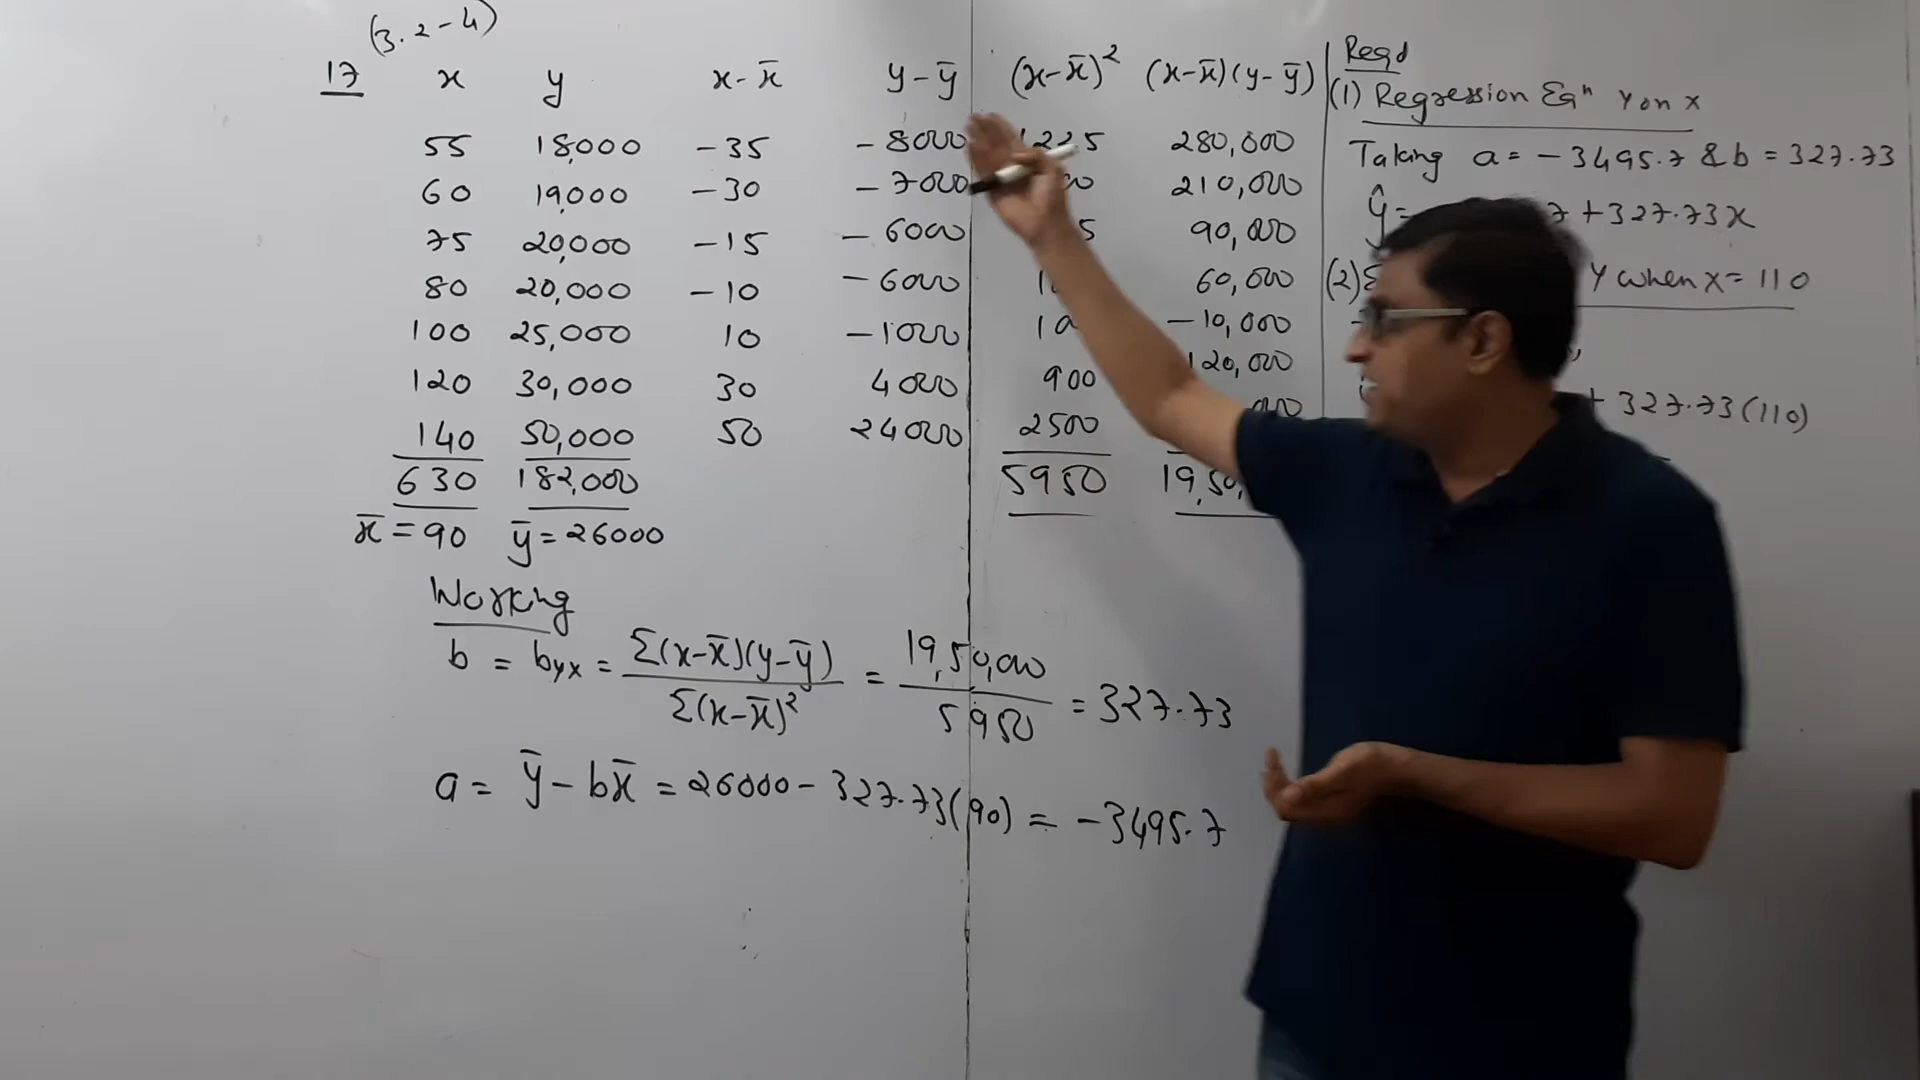 (3.2-4)
17 x y x-x̄ y-ȳ (x-x̄)² (x-x̄)(y-ȳ)
55 18,000 -35 -8000 1225 280,000
60 19,000 -30 -7000 210,000
75 20,000 -15 -6000 5 90,000
80 20,000 -10 -6000 60,000
100 25,000 10 -1000 -10,000
120 30,000 30 4000 900 120,000
140 50,000 50 24000 2500
630 182,000 5950 19,50,
x̄ = 90 ȳ = 26000
Working
b = byx = Σ(x-x̄)(y-ȳ) / Σ(x-x̄)² = 19,50,000 / 5950 = 327.73
a = ȳ - bx̄ = 26000 - 327.73(90) = -3495.7
Reqd
(1) Regression Eqⁿ Y on X
Taking a = -3495.7 & b = 327.73
ŷ = 7 + 327.73x
(2) Y when X = 110
+ 327.73(110)